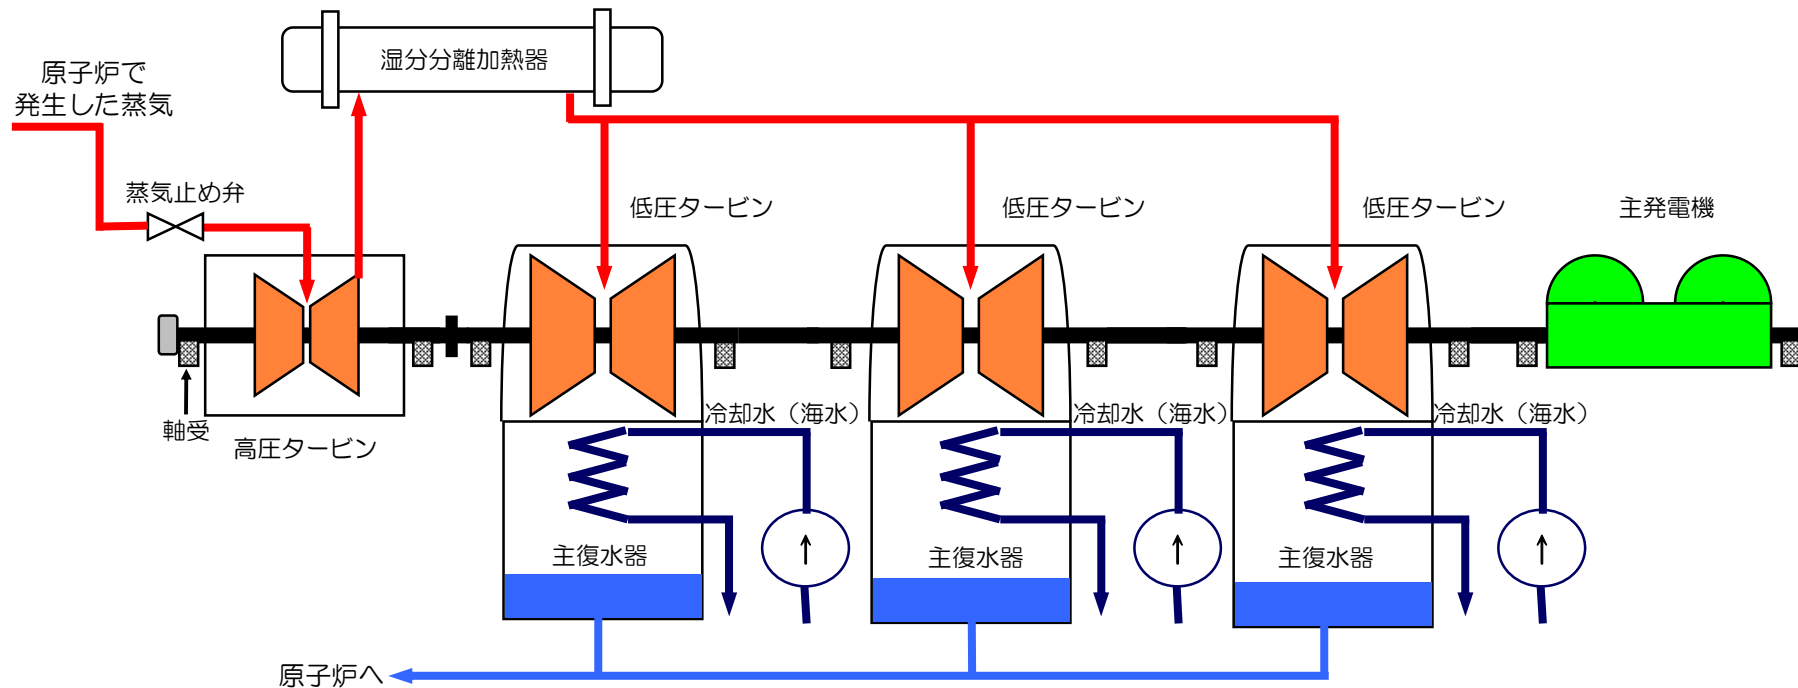 湿分分離加熱器
原子炉で
発生した蒸気
蒸気止め弁
低圧タービン
低圧タービン
低圧タービン
主発電機
軸受
高圧タービン
冷却水（海水）
冷却水（海水）
冷却水（海水）
主復水器
主復水器
主復水器
原子炉へ